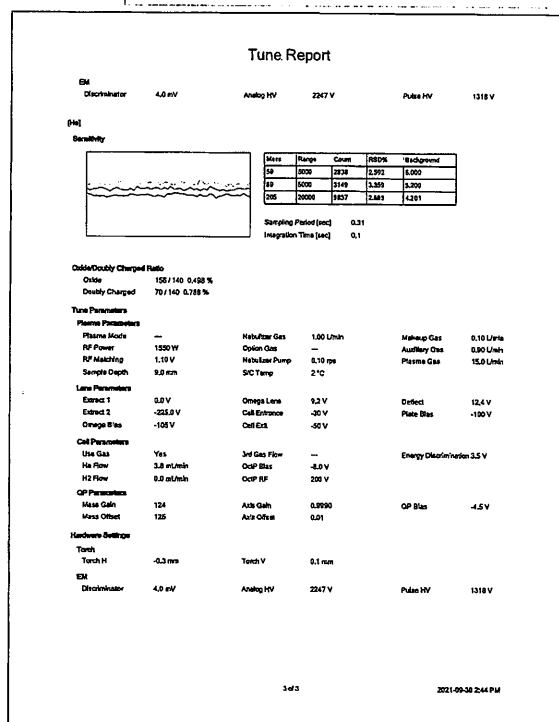 Tune Report
EM
Discriminator 4.0 mV Analog HV 2247 V Pulse HV 1318 V
[He]
Sensitivity
Mass Range Count RSD% Background
59 5000 2838 2.592 5.000
89 5000 3149 3.359 5.200
205 20000 9837 2.883 4.201
Sampling Period [sec] 0.31
Integration Time [sec] 0.1
Oxide/Doubly Charged Ratio
Oxide 156 / 140 0.498 %
Doubly Charged 70 / 140 0.788 %
Tune Parameters
Plasma Parameters
Plasma Mode --- Nebulizer Gas 1.00 L/min Makeup Gas 0.10 L/min
RF Power 1550 W Option Gas --- Auxiliary Gas 0.90 L/min
RF Matching 1.10 V Nebulizer Pump 0.10 rps Plasma Gas 15.0 L/min
Sample Depth 9.0 mm S/C Temp 2 °C
Lens Parameters
Extract 1 0.0 V Omega Lens 9.2 V Deflect 12.4 V
Extract 2 -225.0 V Cell Entrance -30 V Plate Bias -100 V
Omega Bias -105 V Cell Exit -50 V
Cell Parameters
Use Gas Yes 3rd Gas Flow --- Energy Discrimination 3.5 V
He Flow 3.8 mL/min OctP Bias -8.0 V
H2 Flow 0.0 mL/min OctP RF 200 V
QP Parameters
Mass Gain 124 Axis Gain 0.9990 QP Bias -4.5 V
Mass Offset 125 Axis Offset 0.01
Hardware Settings
Torch
Torch H -0.3 mm Torch V 0.1 mm
EM
Discriminator 4.0 mV Analog HV 2247 V Pulse HV 1318 V
3 of 3 2021-09-30 2:44 PM